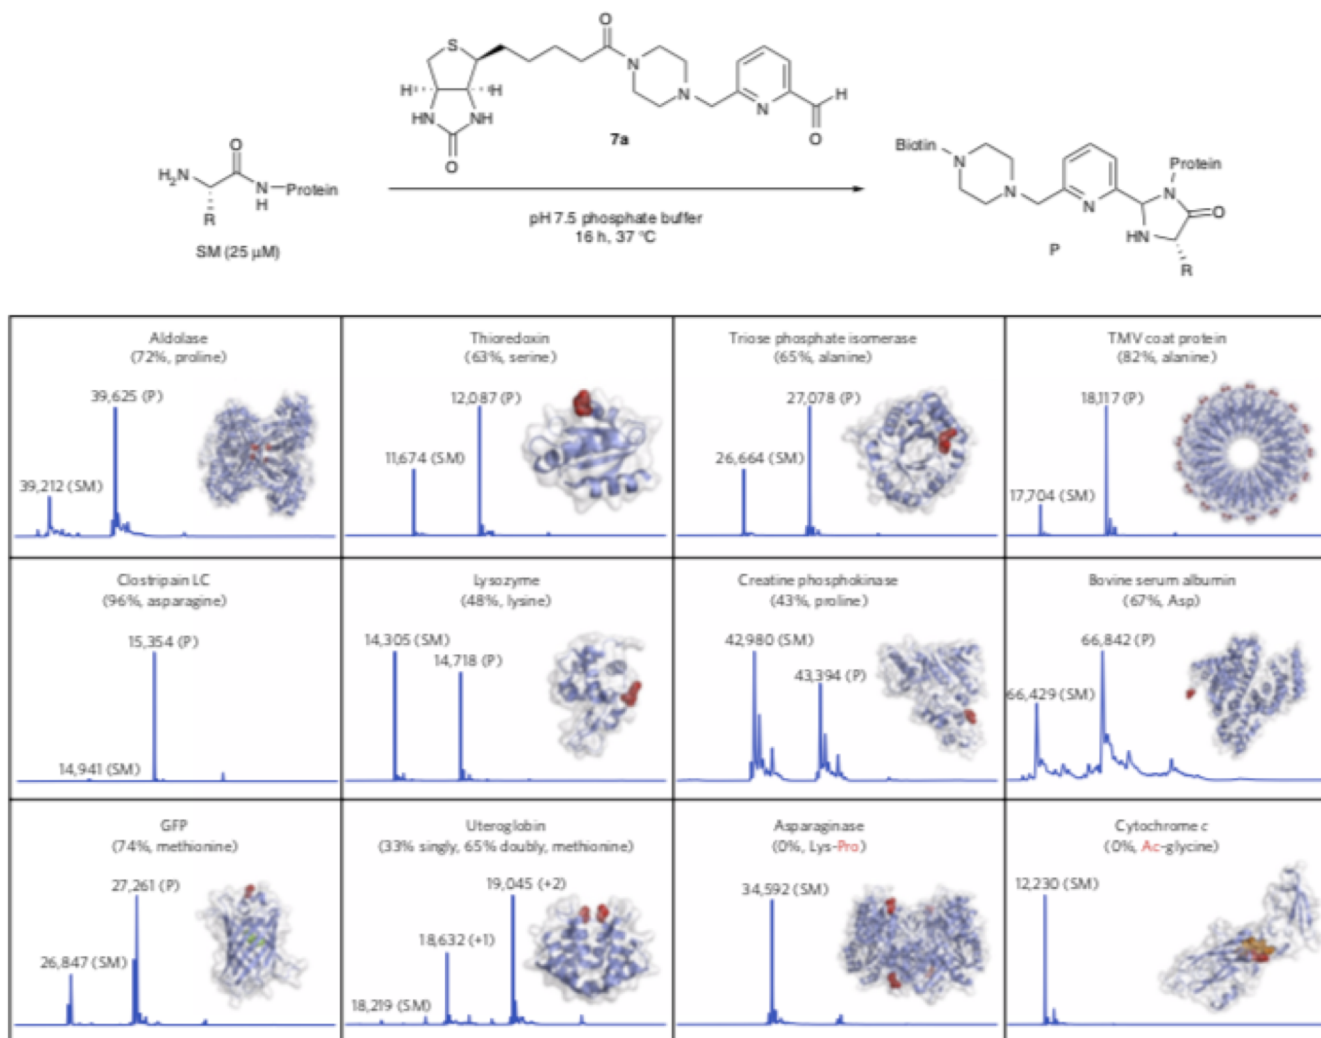 O
S
N
H
H
N
N
H
HN
NH
O
O
7a
O
H2N
N
H
Protein
R
SM (25 µM)
pH 7.5 phosphate buffer
16 h, 37 °C
Biotin
N
N
N
Protein
N
O
HN
R
P
Aldolase
(72%, proline)
39,625 (P)
39,212 (SM)
Thioredoxin
(63%, serine)
12,087 (P)
11,674 (SM)
Triose phosphate isomerase
(65%, alanine)
27,078 (P)
26,664 (SM)
TMV coat protein
(82%, alanine)
18,117 (P)
17,704 (SM)
Clostripain LC
(96%, asparagine)
15,354 (P)
14,941 (SM)
Lysozyme
(48%, lysine)
14,305 (SM)
14,718 (P)
Creatine phosphokinase
(43%, proline)
42,980 (SM)
43,394 (P)
Bovine serum albumin
(67%, Asp)
66,842 (P)
66,429 (SM)
GFP
(74%, methionine)
27,261 (P)
26,847 (SM)
Uteroglobin
(33% singly, 65% doubly, methionine)
19,045 (+2)
18,632 (+1)
18,219 (SM)
Asparaginase
(0%, Lys-Pro)
34,592 (SM)
Cytochrome c
(0%, Ac-glycine)
12,230 (SM)